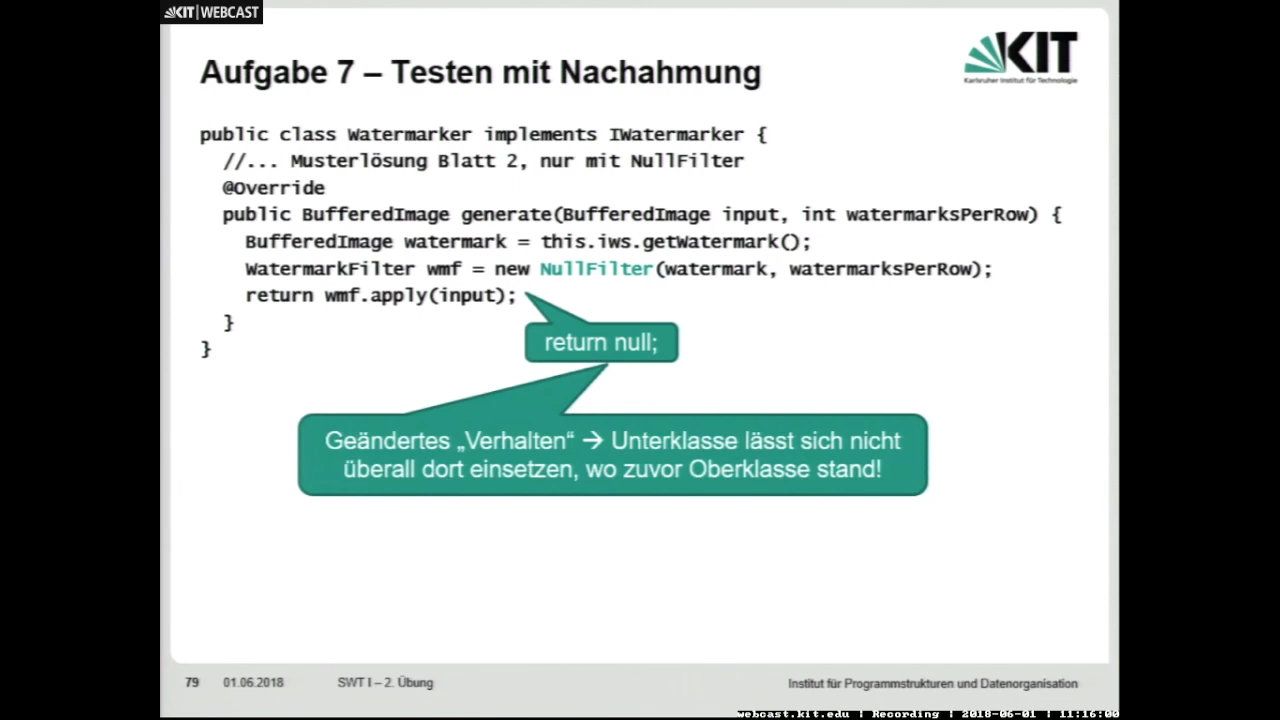 KIT | WEBCAST
Aufgabe 7 – Testen mit Nachahmung
KIT
Karlsruher Institut für Technologie
public class Watermarker implements IWatermarker {
//... Musterlösung Blatt 2, nur mit NullFilter
@Override
public BufferedImage generate(BufferedImage input, int watermarksPerRow) {
BufferedImage watermark = this.iws.getWatermark();
WatermarkFilter wmf = new NullFilter(watermark, watermarksPerRow);
return wmf.apply(input);
}
}
return null;
Geändertes „Verhalten“ → Unterklasse lässt sich nicht
überall dort einsetzen, wo zuvor Oberklasse stand!
79 01.06.2018 SWT I – 2. Übung Institut für Programmstrukturen und Datenorganisation
webcast.kit.edu | Recording | 2018-06-01 | 11:16:00